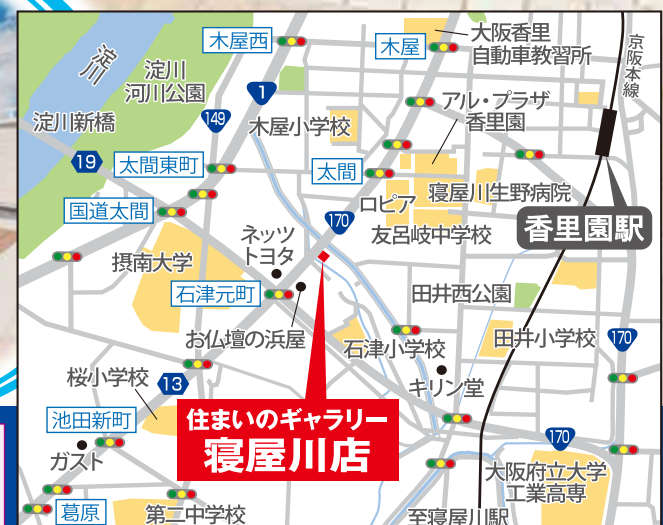 木屋西
木屋
大阪香里
自動車教習所
京阪本線
淀川
淀川
河川公園
1
アル・プラザ
香里園
淀川新橋
149
木屋小学校
19
太間東町
太間
寝屋川生野病院
国道太間
ロピア
170
友呂岐中学校
香里園駅
ネッツ
トヨタ
摂南大学
石津元町
田井西公園
お仏壇の浜屋
石津小学校
田井小学校
170
桜小学校
13
キリン堂
住まいのギャラリー
寝屋川店
池田新町
170
ガスト
大阪府立大学
工業高専
葛原
第二中学校
至寝屋川駅